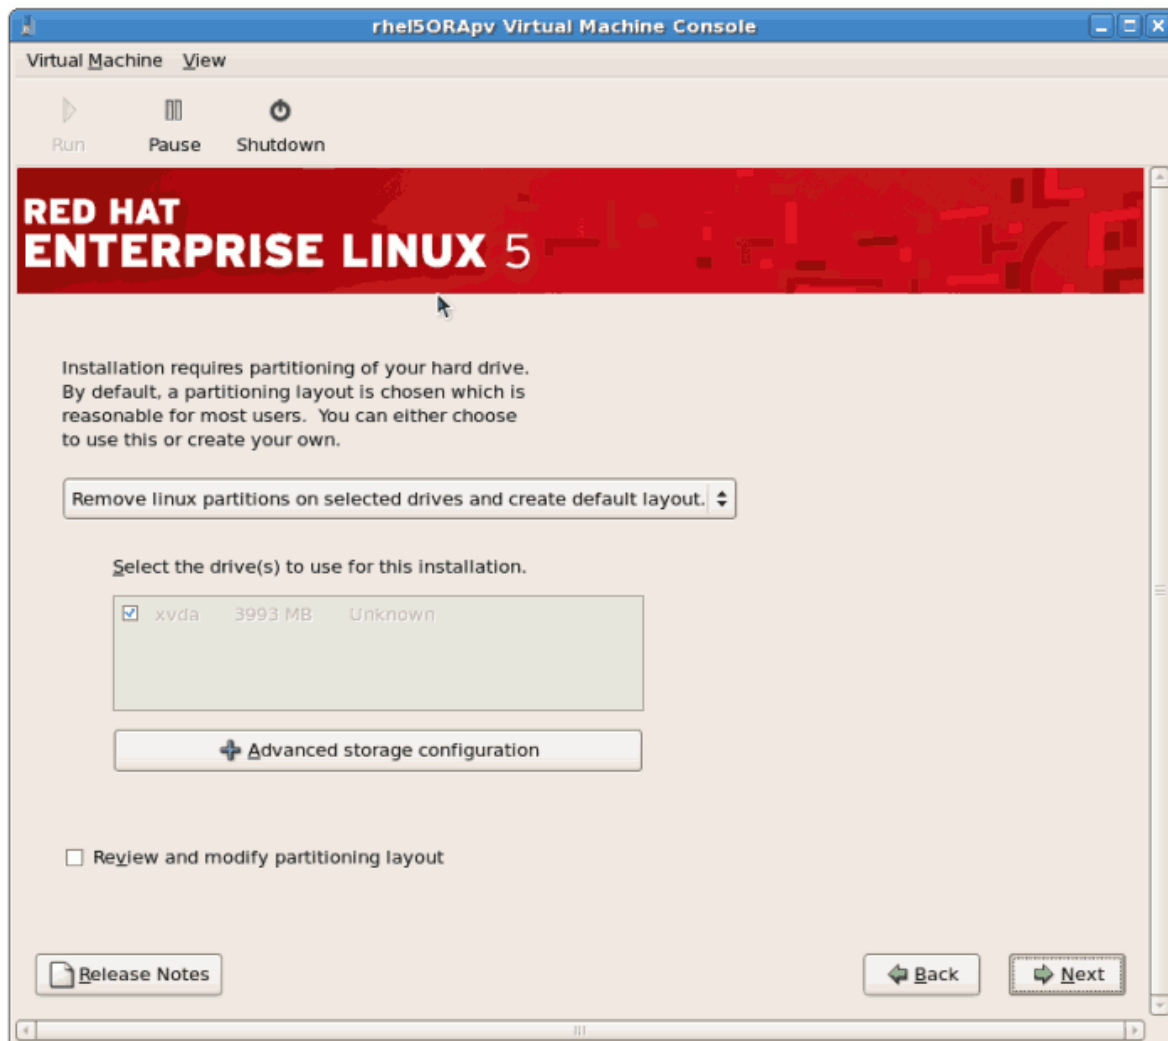 rhel5ORApv Virtual Machine Console
Virtual Machine View
Run Pause Shutdown
RED HAT
ENTERPRISE LINUX 5
Installation requires partitioning of your hard drive.
By default, a partitioning layout is chosen which is
reasonable for most users.  You can either choose
to use this or create your own.
Remove linux partitions on selected drives and create default layout.
Select the drive(s) to use for this installation.
xvda 3993 MB Unknown
Advanced storage configuration
Review and modify partitioning layout
Release Notes Back Next